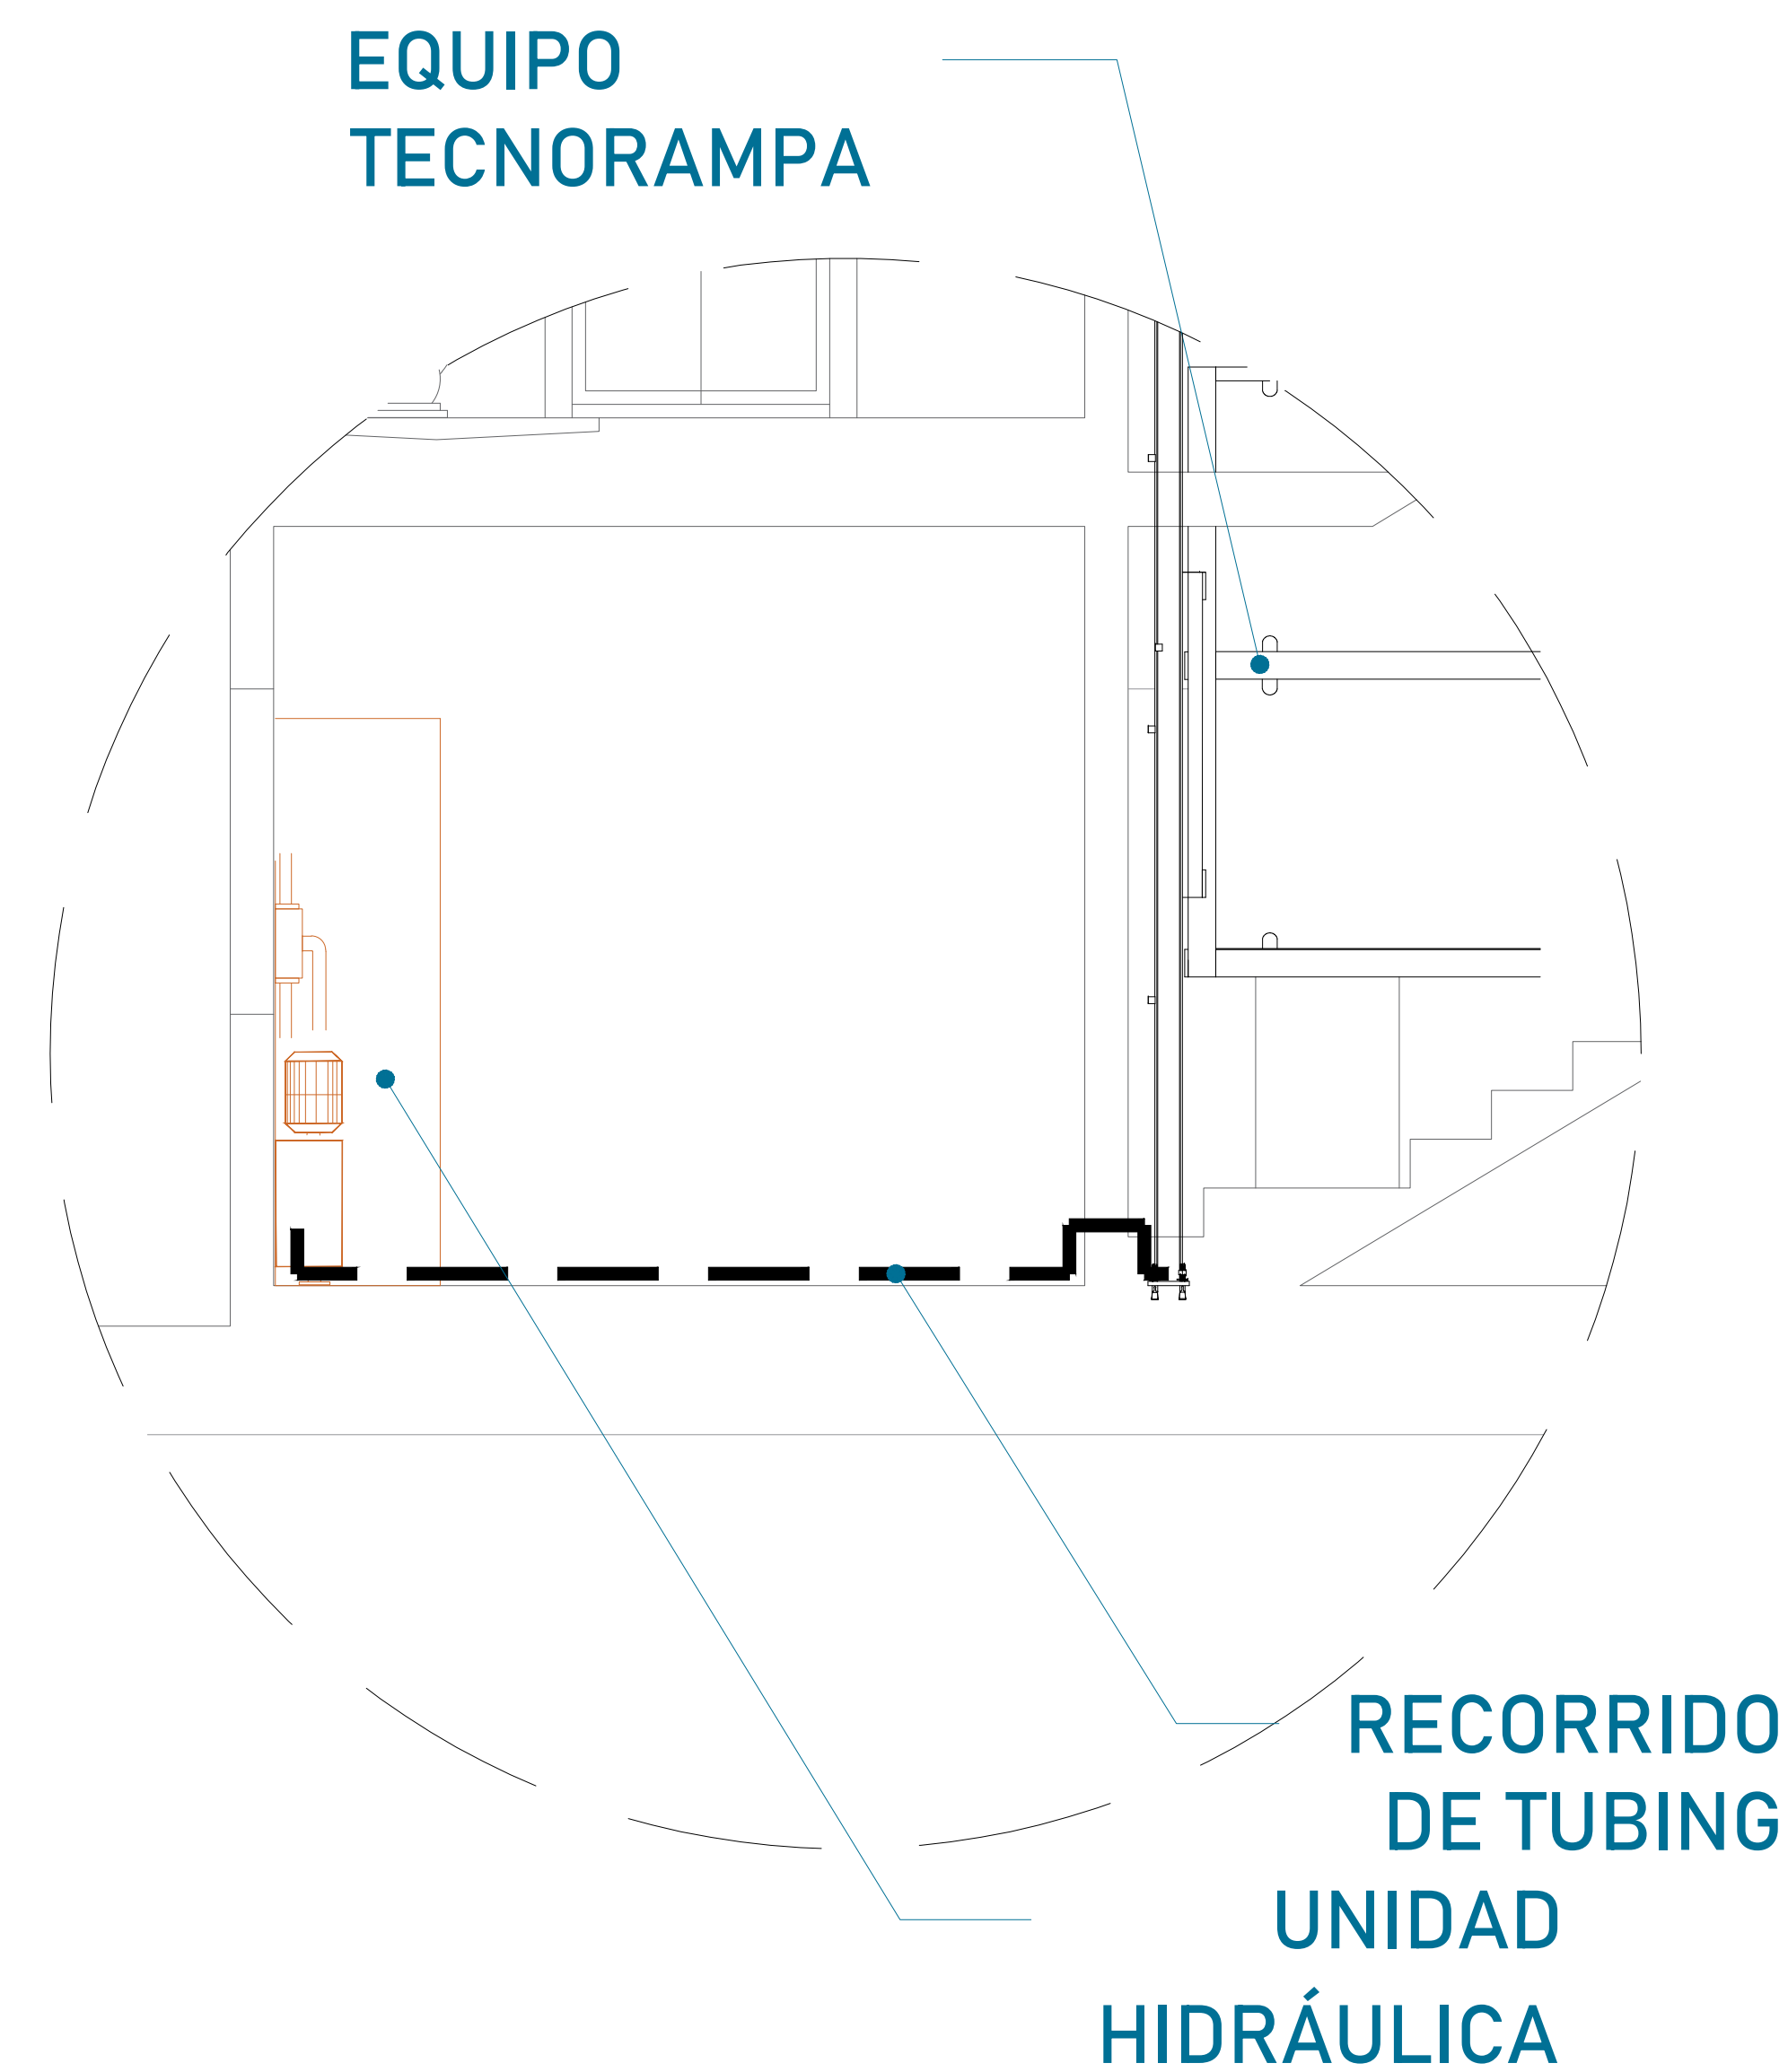 EQUIPO
TECNORAMPA
RECORRIDO
DE TUBING
UNIDAD
HIDRÁULICA